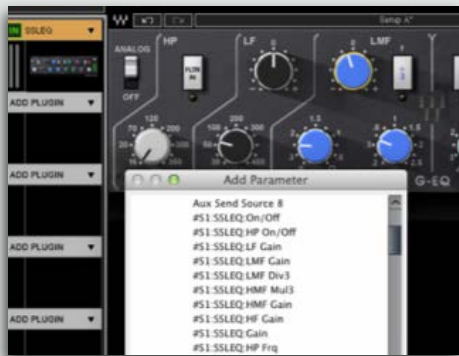 IN SSLEQ
Setup A*
ANALOG
HP
LF
LMF
FLTR
IN
OFF
G-EQ
ADD PLUGIN
ADD PLUGIN
ADD PLUGIN
ADD PLUGIN
Add Parameter
Aux Send Source 8
#S1:SSLEQ:On/Off
#S1:SSLEQ:HP On/Off
#S1:SSLEQ:LF Gain
#S1:SSLEQ:LMF Gain
#S1:SSLEQ:LMF Div3
#S1:SSLEQ:HMF Mul3
#S1:SSLEQ:HMF Gain
#S1:SSLEQ:HF Gain
#S1:SSLEQ:Gain
#S1:SSLEQ:HP Frq